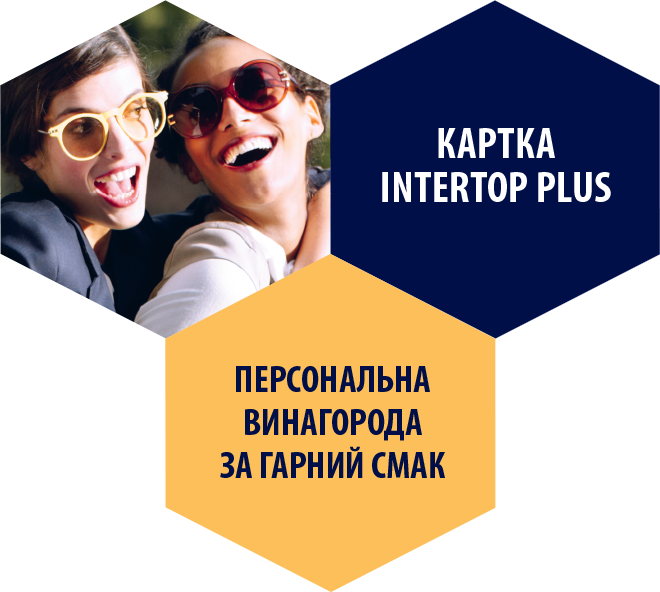 КАРТКА
INTERTOP PLUS
ПЕРСОНАЛЬНА
ВИНАГОРОДА
ЗА ГАРНИЙ СМАК